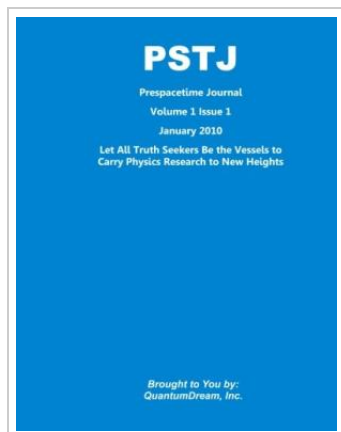 PSTJ
Prespacetime Journal
Volume 1 Issue 1
January 2010
Let All Truth Seekers Be the Vessels to
Carry Physics Research to New Heights
Brought to You by:
QuantumDream, Inc.